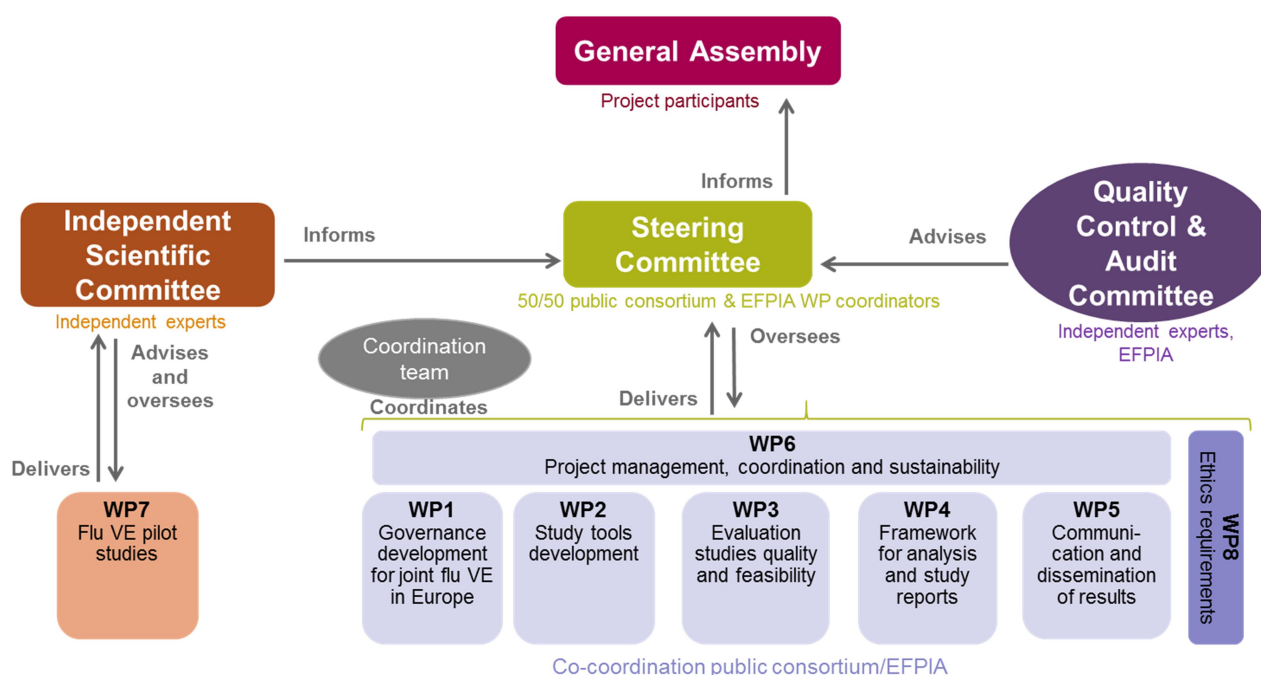 General Assembly
Project participants
Informs
Independent
Scientific
Committee
Independent experts
Informs
Steering
Committee
50/50 public consortium & EFPIA WP coordinators
Advises
Quality
Control &
Audit
Committee
Independent experts,
EFPIA
Coordination
team
Coordinates
Delivers
Oversees
Advises
and
oversees
Delivers
WP7
Flu VE pilot
studies
WP6
Project management, coordination and sustainability
WP1
Governance
development
for joint flu VE
in Europe
WP2
Study tools
development
WP3
Evaluation
studies quality
and feasibility
WP4
Framework
for analysis
and study
reports
WP5
Communi-
cation and
dissemination
of results
WP8
Ethics requirements
Co-coordination public consortium/EFPIA